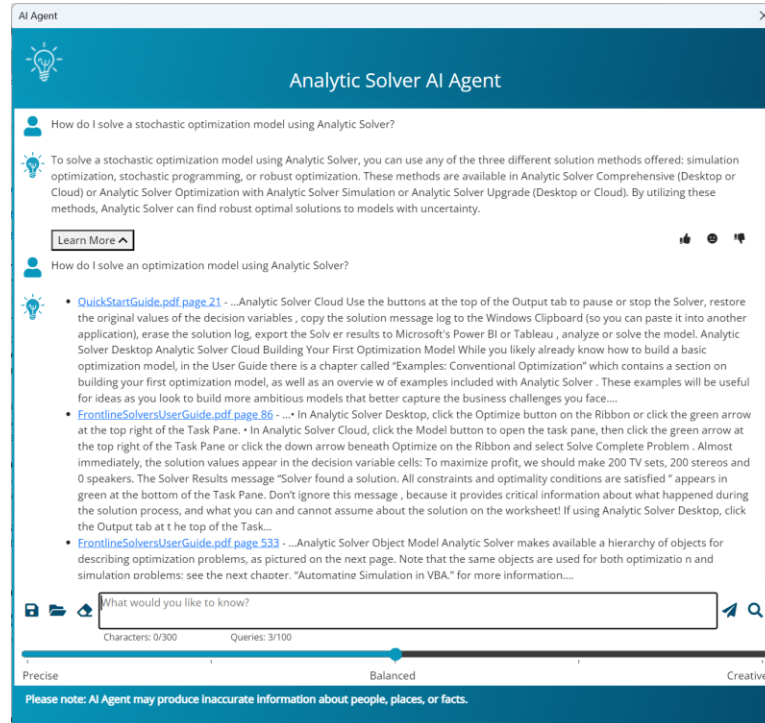 AI Agent
Analytic Solver AI Agent
How do I solve a stochastic optimization model using Analytic Solver?
To solve a stochastic optimization model using Analytic Solver, you can use any of the three different solution methods offered: simulation
optimization, stochastic programming, or robust optimization. These methods are available in Analytic Solver Comprehensive (Desktop or
Cloud) or Analytic Solver Optimization with Analytic Solver Simulation or Analytic Solver Upgrade (Desktop or Cloud). By utilizing these
methods, Analytic Solver can find robust optimal solutions to models with uncertainty.
Learn More
How do I solve an optimization model using Analytic Solver?
• QuickStartGuide.pdf page 21 - ...Analytic Solver Cloud Use the buttons at the top of the Output tab to pause or stop the Solver, restore
the original values of the decision variables , copy the solution message log to the Windows Clipboard (so you can paste it into another
application), erase the solution log, export the Solv er results to Microsoft's Power BI or Tableau , analyze or solve the model. Analytic
Solver Desktop Analytic Solver Cloud Building Your First Optimization Model While you likely already know how to build a basic
optimization model, in the User Guide there is a chapter called “Examples: Conventional Optimization” which contains a section on
building your first optimization model, as well as an overvie w of examples included with Analytic Solver . These examples will be useful
for ideas as you look to build more ambitious models that better capture the business challenges you face....
• FrontlineSolversUserGuide.pdf page 86 - ...• In Analytic Solver Desktop, click the Optimize button on the Ribbon or click the green arrow
at the top right of the Task Pane. • In Analytic Solver Cloud, click the Model button to open the task pane, then click the green arrow at
the top right of the Task Pane or click the down arrow beneath Optimize on the Ribbon and select Solve Complete Problem . Almost
immediately, the solution values appear in the decision variable cells: To maximize profit, we should make 200 TV sets, 200 stereos and
0 speakers. The Solver Results message “Solver found a solution. All constraints and optimality conditions are satisfied ” appears in
green at the bottom of the Task Pane. Don’t ignore this message , because it provides critical information about what happened during
the solution process, and what you can and cannot assume about the solution on the worksheet! If using Analytic Solver Desktop, click
the Output tab at t he top of the Task...
• FrontlineSolversUserGuide.pdf page 533 - ...Analytic Solver Object Model Analytic Solver makes available a hierarchy of objects for
describing optimization problems, as pictured on the next page. Note that the same objects are used for both optimizatio n and
simulation problems: see the next chapter. “Automating Simulation in VBA.” for more information....
What would you like to know?
Characters: 0/300 Queries: 3/100
Precise Balanced Creative
Please note: AI Agent may produce inaccurate information about people, places, or facts.